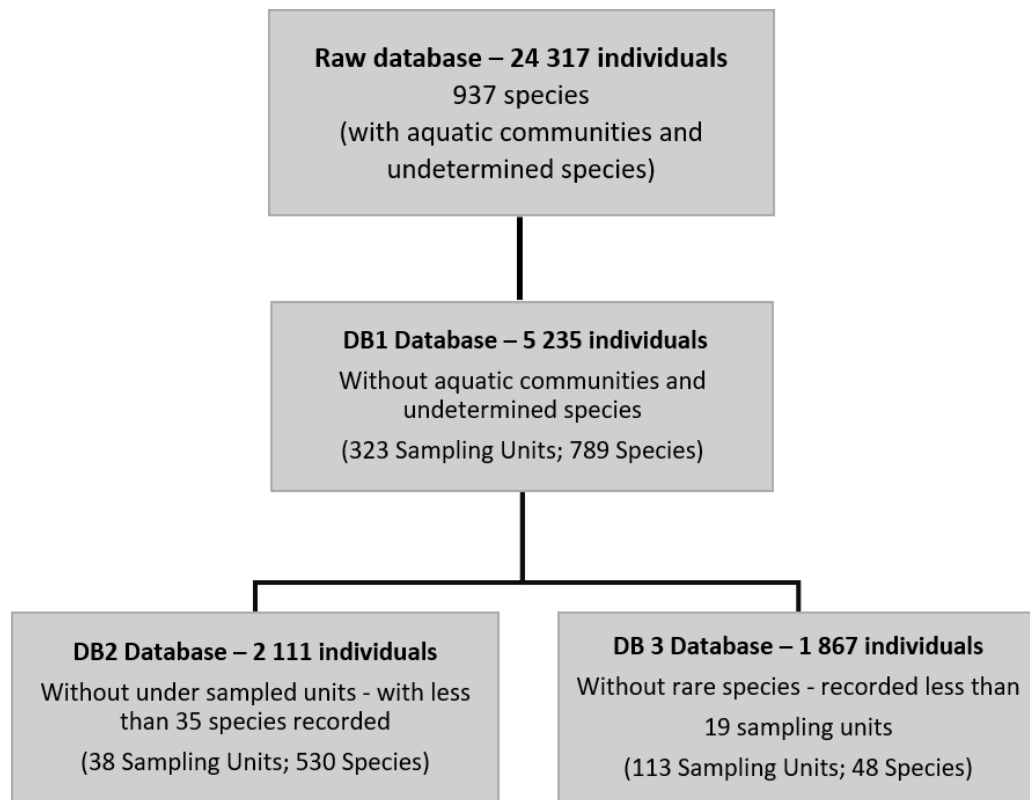 Raw database – 24 317 individuals
937 species
(with aquatic communities and
undetermined species)
DB1 Database – 5 235 individuals
Without aquatic communities and
undetermined species
(323 Sampling Units; 789 Species)
DB2 Database – 2 111 individuals
Without under sampled units - with less
than 35 species recorded
(38 Sampling Units; 530 Species)
DB 3 Database – 1 867 individuals
Without rare species - recorded less than
19 sampling units
(113 Sampling Units; 48 Species)